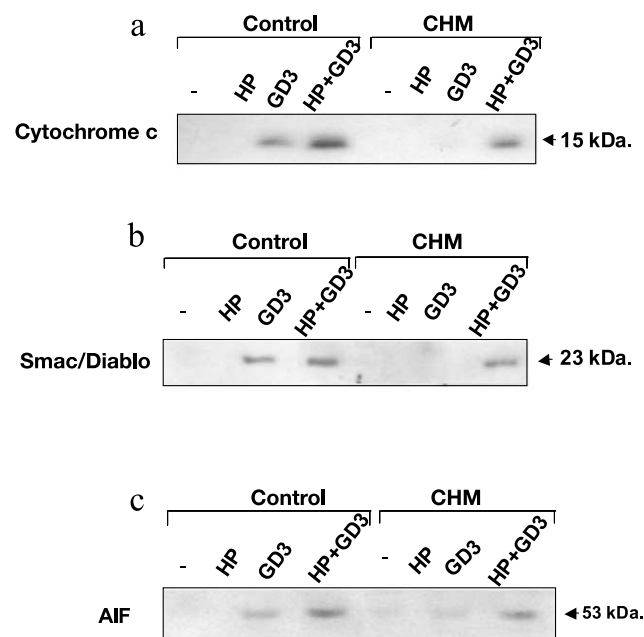 a
Control CHM
- HP GD3 HP+GD3 - HP GD3 HP+GD3
Cytochrome c 15 kDa.
b
Control CHM
- HP GD3 HP+GD3 - HP GD3 HP+GD3
Smac/Diablo 23 kDa.
c
Control CHM
- HP GD3 HP+GD3 - HP GD3 HP+GD3
AIF 53 kDa.